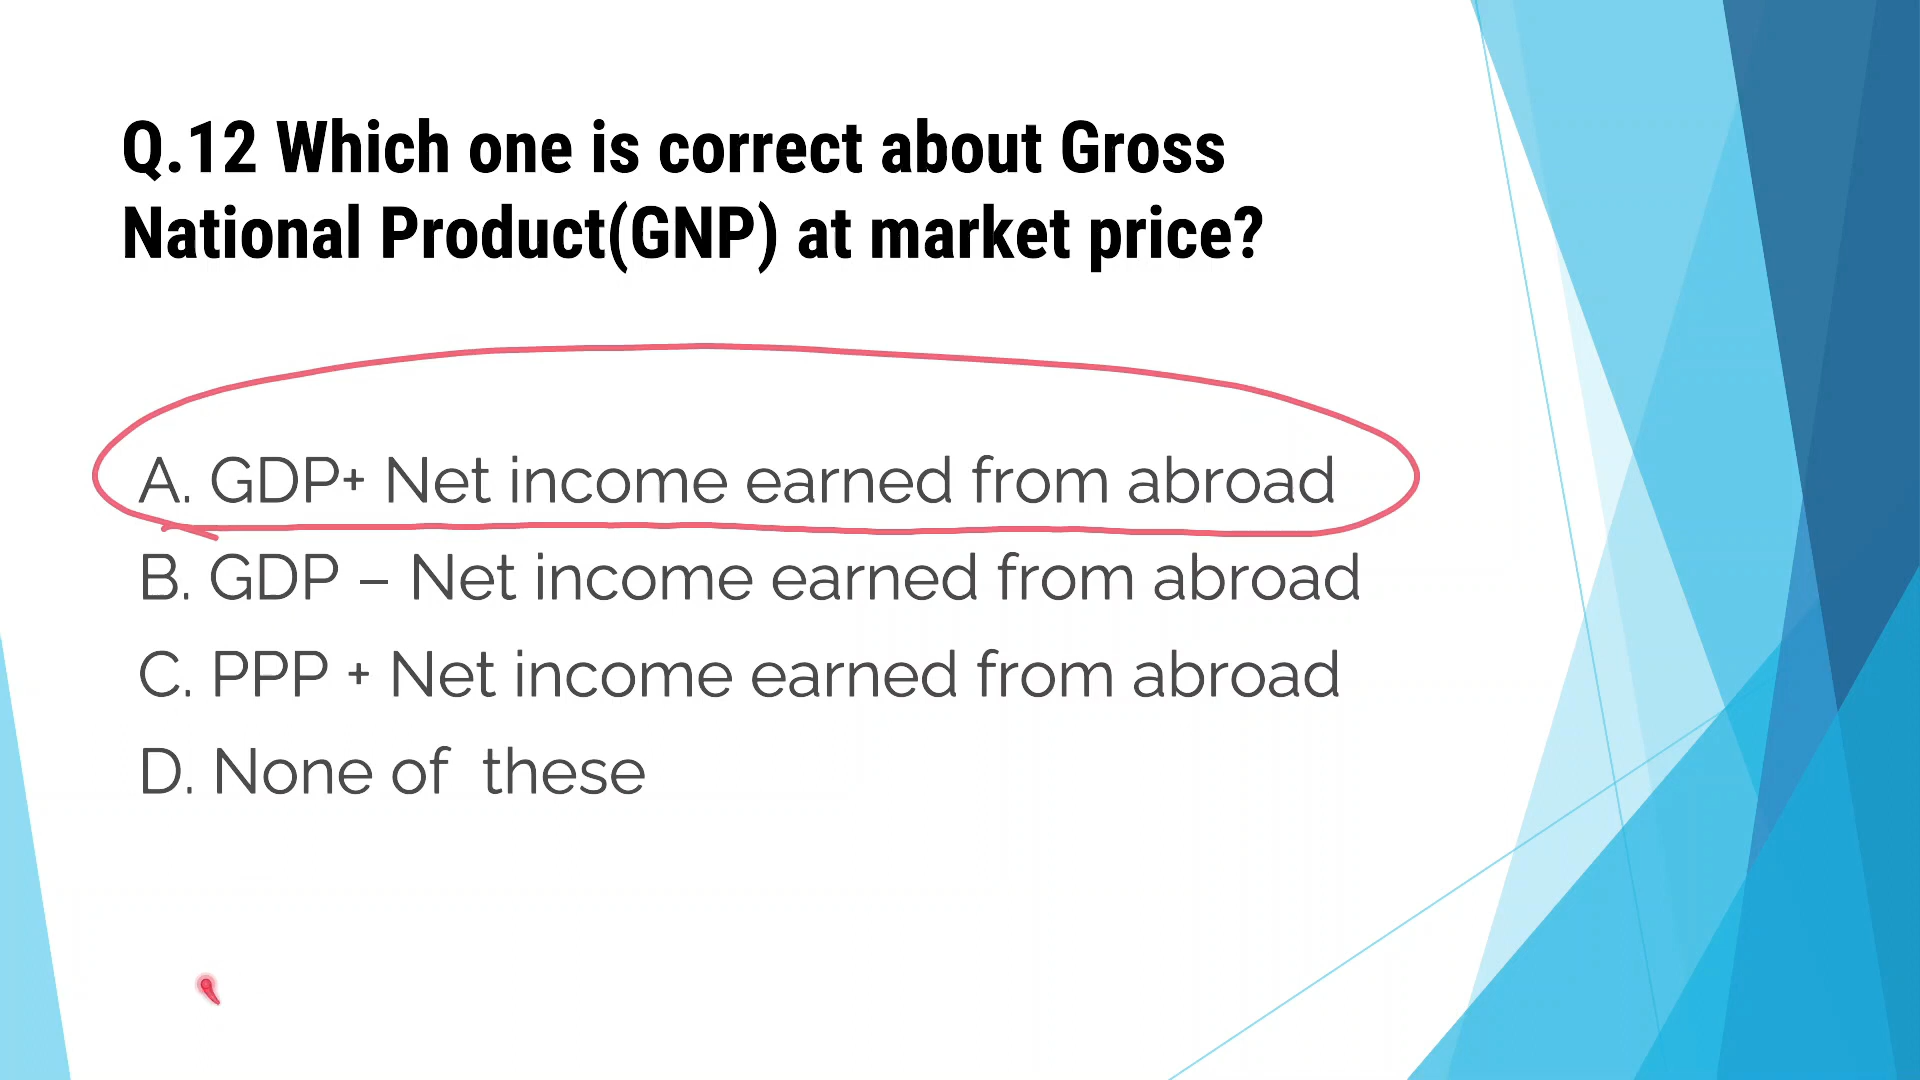 Q.12 Which one is correct about Gross
National Product(GNP) at market price?
A. GDP+ Net income earned from abroad
B. GDP – Net income earned from abroad
C. PPP + Net income earned from abroad
D. None of  these